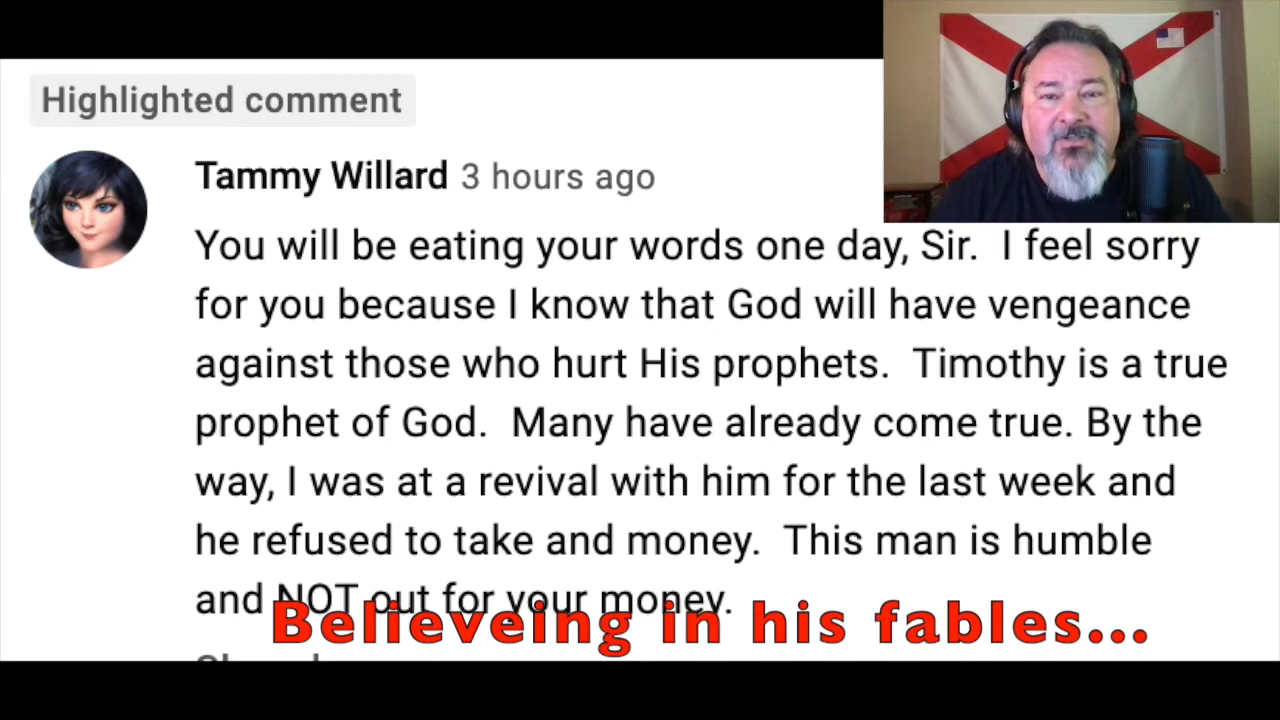 Highlighted comment
Tammy Willard 3 hours ago
You will be eating your words one day, Sir. I feel sorry
for you because I know that God will have vengeance
against those who hurt His prophets. Timothy is a true
prophet of God. Many have already come true. By the
way, I was at a revival with him for the last week and
he refused to take and money. This man is humble
and NOT out for your money.
Believeing in his fables...